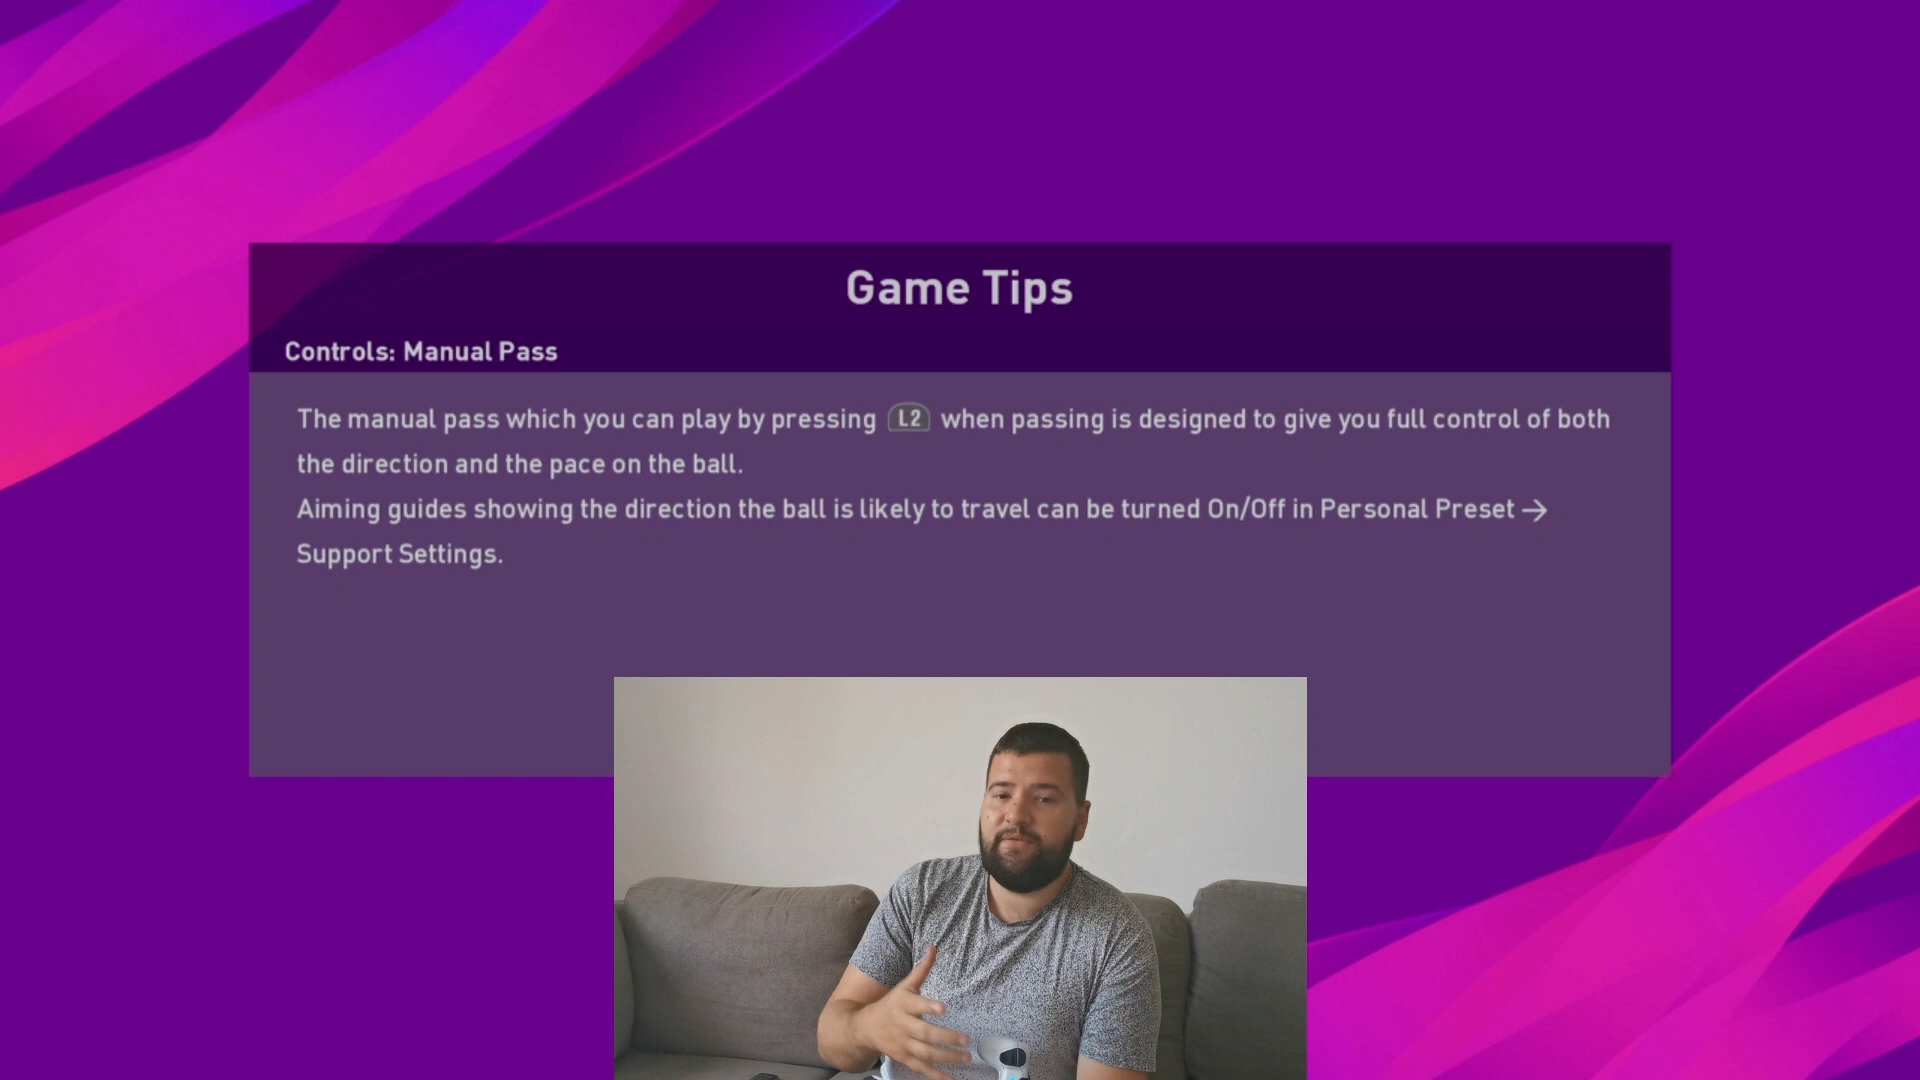 Game Tips
Controls: Manual Pass
The manual pass which you can play by pressing L2 when passing is designed to give you full control of both
the direction and the pace on the ball.
Aiming guides showing the direction the ball is likely to travel can be turned On/Off in Personal Preset →
Support Settings.